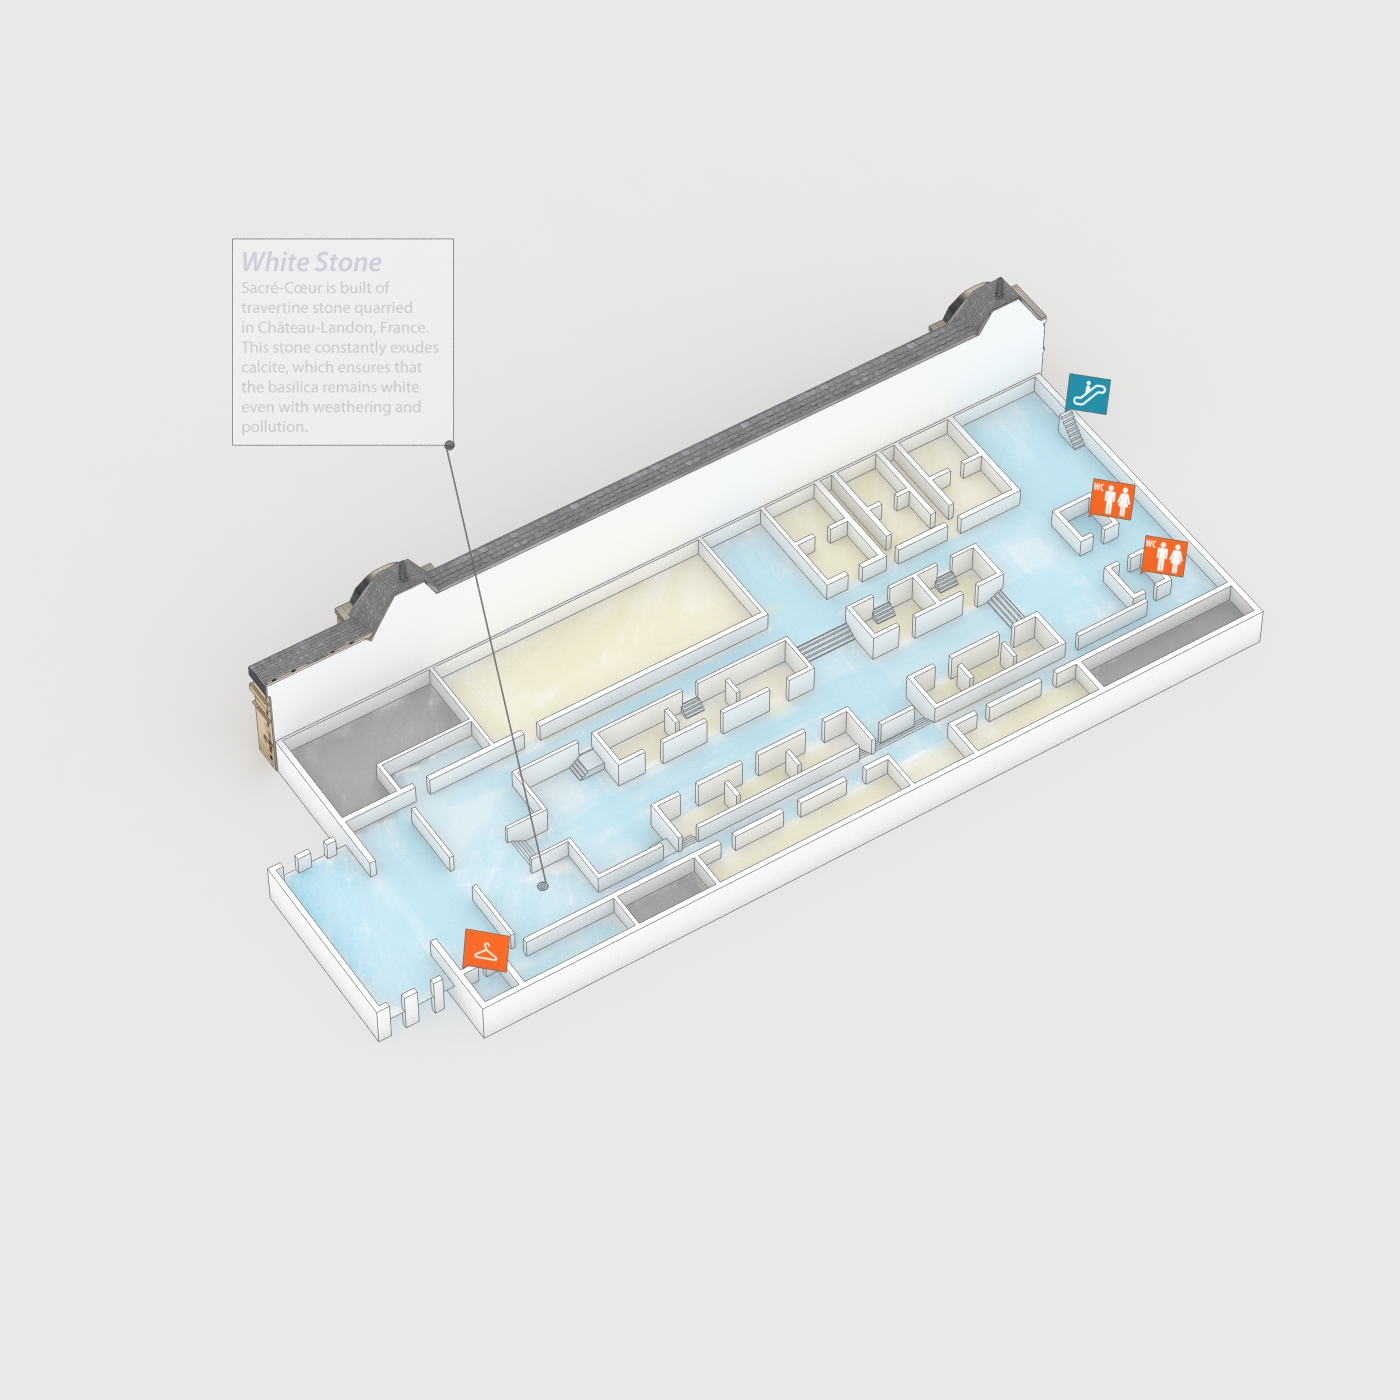 White Stone
Sacré-Cœur is built of
travertine stone quarried
in Château-Landon, France.
This stone constantly exudes
calcite, which ensures that
the basilica remains white
even with weathering and
pollution.
WC
WC